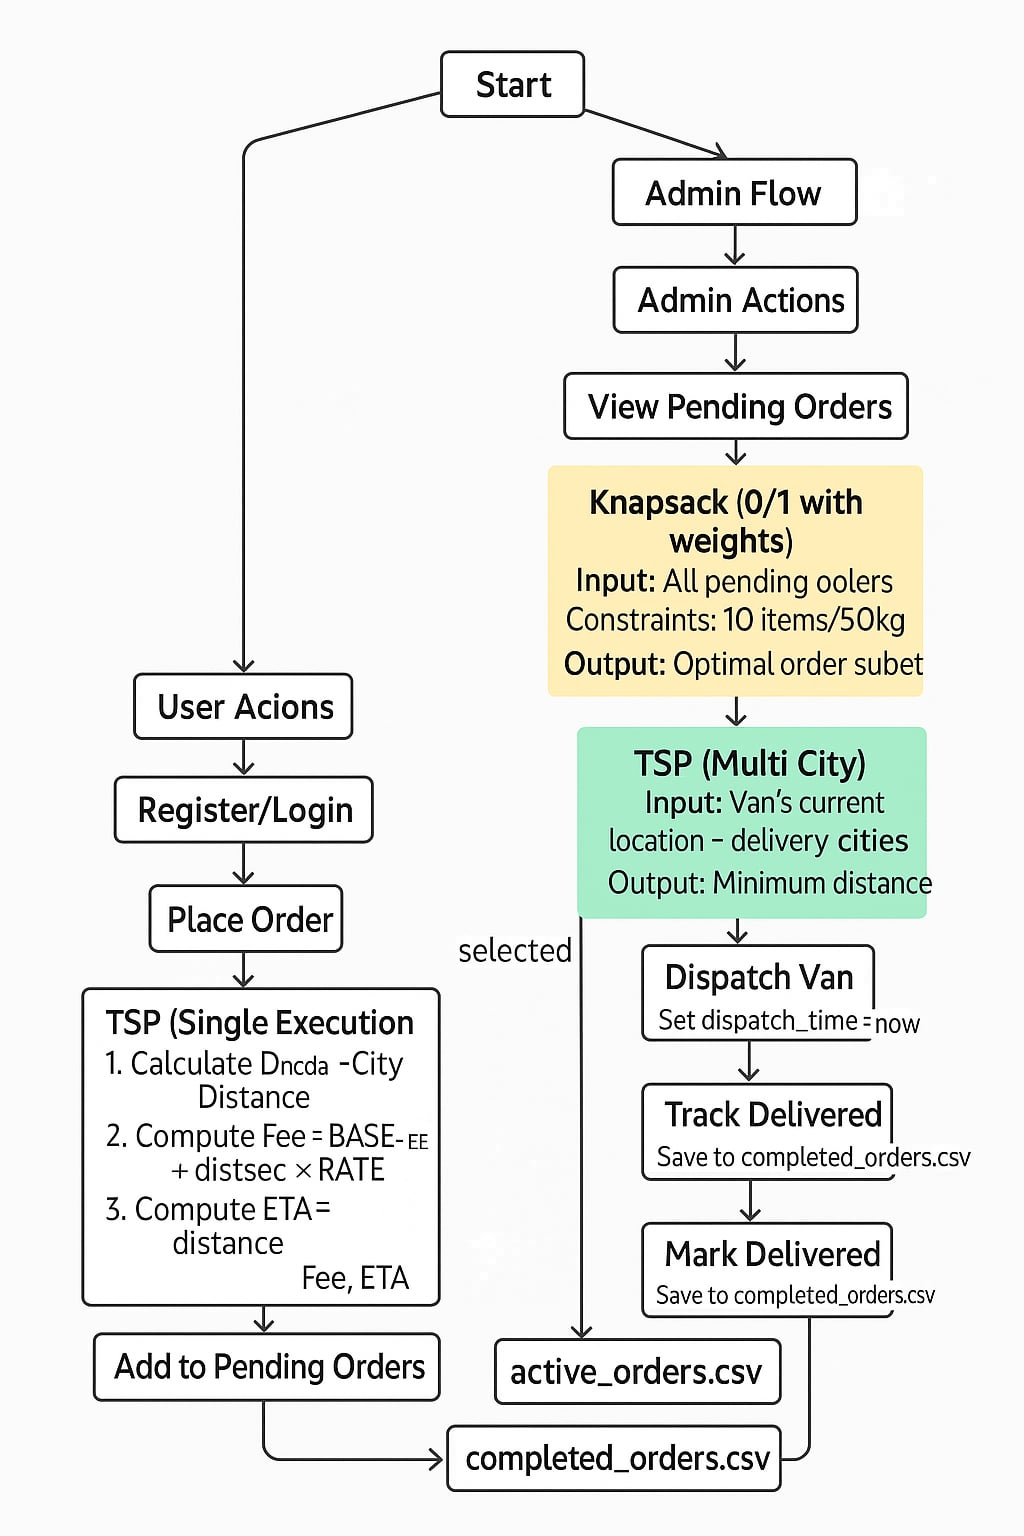 Start
Admin Flow
Admin Actions
View Pending Orders
Knapsack (0/1 with
weights)
Input: All pending oolers
Constraints: 10 items/50kg
Output: Optimal order subet
TSP (Multi City)
Input: Van's current
location – delivery cities
Output: Minimum distance
selected
Dispatch Van
Set dispatch_time = now
Track Delivered
Save to completed_orders.csv
Mark Delivered
Save to completed_orders.csv
active_orders.csv
User Acions
Register/Login
Place Order
TSP (Single Execution
1. Calculate Dncda -City
Distance
2. Compute Fee = BASE-EE
+ distsec × RATE
3. Compute ETA =
distance
Fee, ETA
Add to Pending Orders
completed_orders.csv